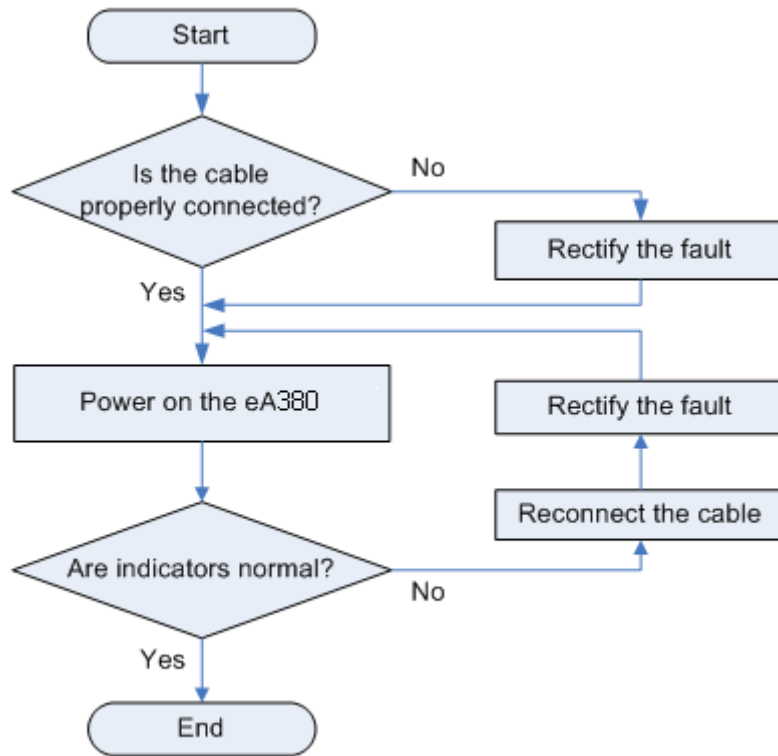 Start
Is the cable
properly connected?
No
Rectify the fault
Yes
Power on the eA380
Rectify the fault
Reconnect the cable
Are indicators normal?
No
Yes
End